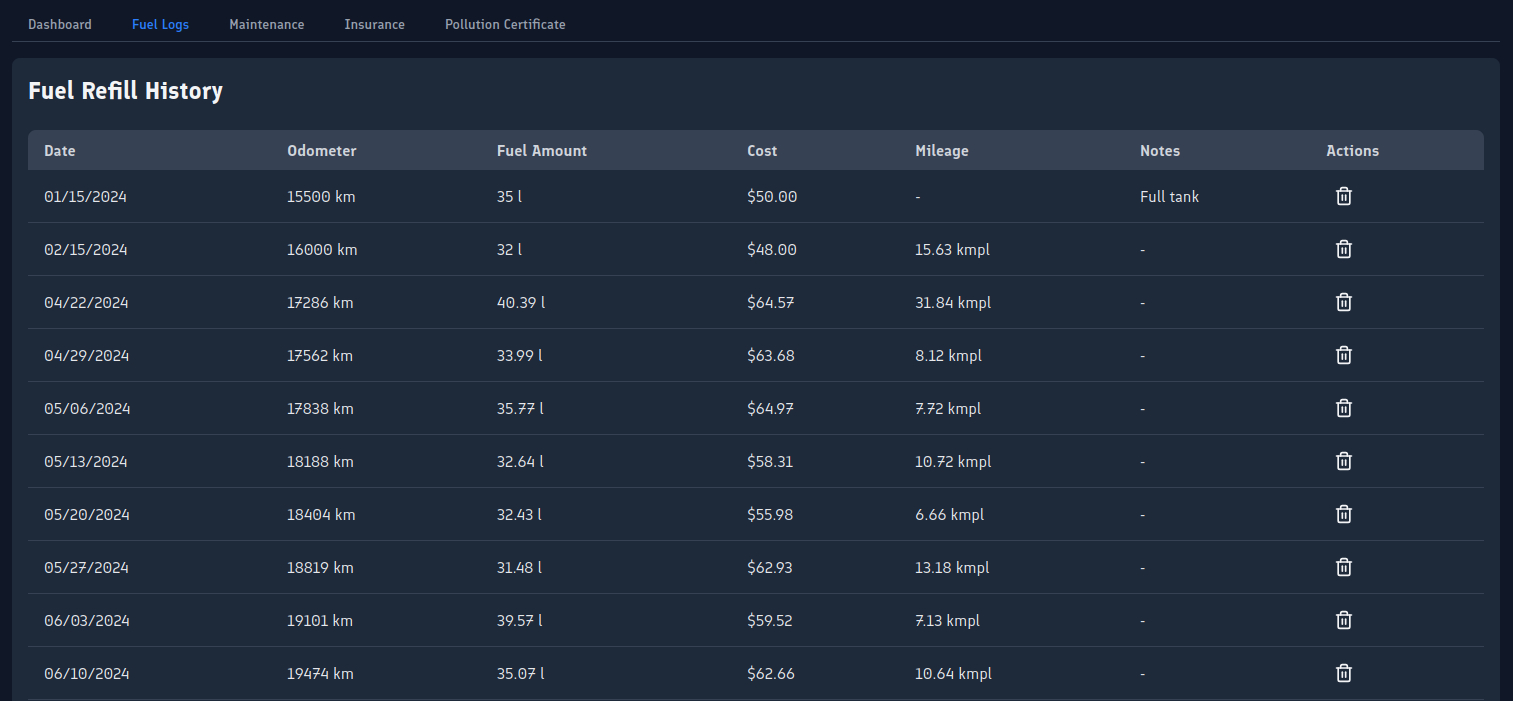 Dashboard Fuel Logs Maintenance Insurance Pollution Certificate
Fuel Refill History
Date Odometer Fuel Amount Cost Mileage Notes Actions
01/15/2024 15500 km 35 l $50.00 - Full tank
02/15/2024 16000 km 32 l $48.00 15.63 kmpl -
04/22/2024 17286 km 40.39 l $64.57 31.84 kmpl -
04/29/2024 17562 km 33.99 l $63.68 8.12 kmpl -
05/06/2024 17838 km 35.77 l $64.97 7.72 kmpl -
05/13/2024 18188 km 32.64 l $58.31 10.72 kmpl -
05/20/2024 18404 km 32.43 l $55.98 6.66 kmpl -
05/27/2024 18819 km 31.48 l $62.93 13.18 kmpl -
06/03/2024 19101 km 39.57 l $59.52 7.13 kmpl -
06/10/2024 19474 km 35.07 l $62.66 10.64 kmpl -